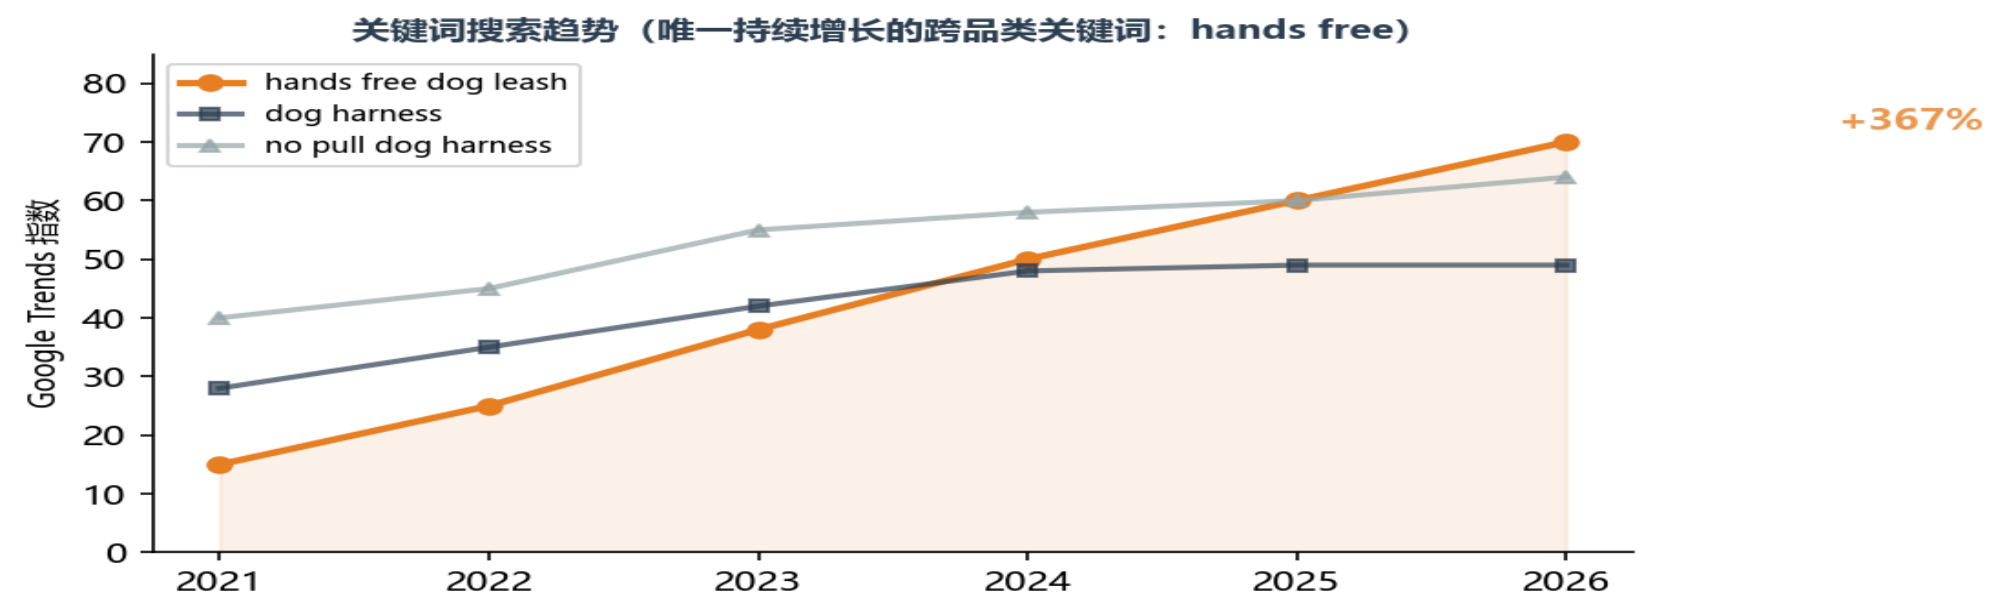 关键词搜索趋势（唯一持续增长的跨品类关键词：hands free）
hands free dog leash
dog harness
no pull dog harness
+367%
Google Trends 指数
80
70
60
50
40
30
20
10
0
2021 2022 2023 2024 2025 2026